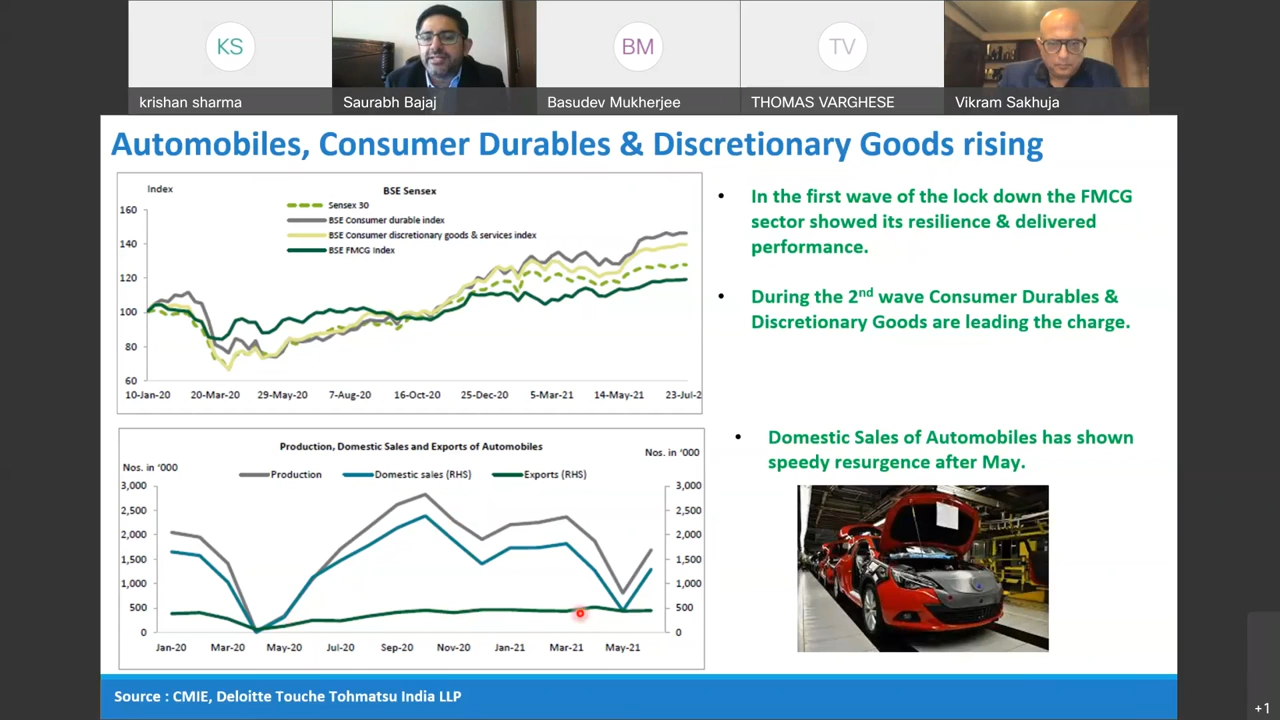 KS
BM
TV
krishan sharma
Saurabh Bajaj
Basudev Mukherjee
THOMAS VARGHESE
Vikram Sakhuja
Automobiles, Consumer Durables & Discretionary Goods rising
Index
BSE Sensex
Sensex 30
BSE Consumer durable index
BSE Consumer discretionary goods & services index
BSE FMCG Index
160
140
120
100
80
60
10-Jan-20 20-Mar-20 29-May-20 7-Aug-20 16-Oct-20 25-Dec-20 5-Mar-21 14-May-21 23-Jul-2
• In the first wave of the lock down the FMCG
sector showed its resilience & delivered
performance.
• During the 2nd wave Consumer Durables &
Discretionary Goods are leading the charge.
Production, Domestic Sales and Exports of Automobiles
Nos. in '000
Nos. in '000
Production Domestic sales (RHS) Exports (RHS)
3,000 3,000
2,500 2,500
2,000 2,000
1,500 1,500
1,000 1,000
500 500
0 0
Jan-20 Mar-20 May-20 Jul-20 Sep-20 Nov-20 Jan-21 Mar-21 May-21
• Domestic Sales of Automobiles has shown
speedy resurgence after May.
Source : CMIE, Deloitte Touche Tohmatsu India LLP
+1